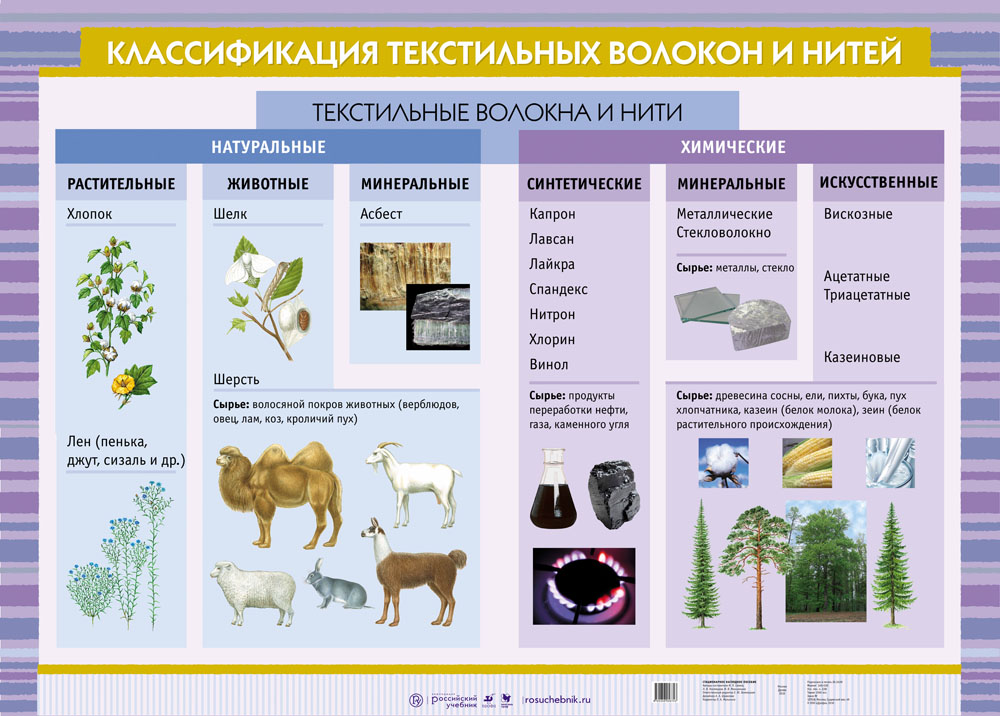 КЛАССИФИКАЦИЯ ТЕКСТИЛЬНЫХ ВОЛОКОН И НИТЕЙ
ТЕКСТИЛЬНЫЕ ВОЛОКНА И НИТИ
НАТУРАЛЬНЫЕ
РАСТИТЕЛЬНЫЕ
Хлопок
Лен (пенька,
джут, сизаль и др.)
ЖИВОТНЫЕ
Шелк
Шерсть
Сырье: волосяной покров животных (верблюдов,
овец, лам, коз, кроличий пух)
МИНЕРАЛЬНЫЕ
Асбест
ХИМИЧЕСКИЕ
СИНТЕТИЧЕСКИЕ
Капрон
Лавсан
Лайкра
Спандекс
Нитрон
Хлорин
Винол
Сырье: продукты
переработки нефти,
газа, каменного угля
МИНЕРАЛЬНЫЕ
Металлические
Стекловолокно
Сырье: металлы, стекло
ИСКУССТВЕННЫЕ
Вискозные
Ацетатные
Триацетатные
Казеиновые
Сырье: древесина сосны, ели, пихты, бука, пух
хлопчатника, казеин (белок молока), зеин (белок
растительного происхождения)
российский
учебник
rosuchebnik.ru